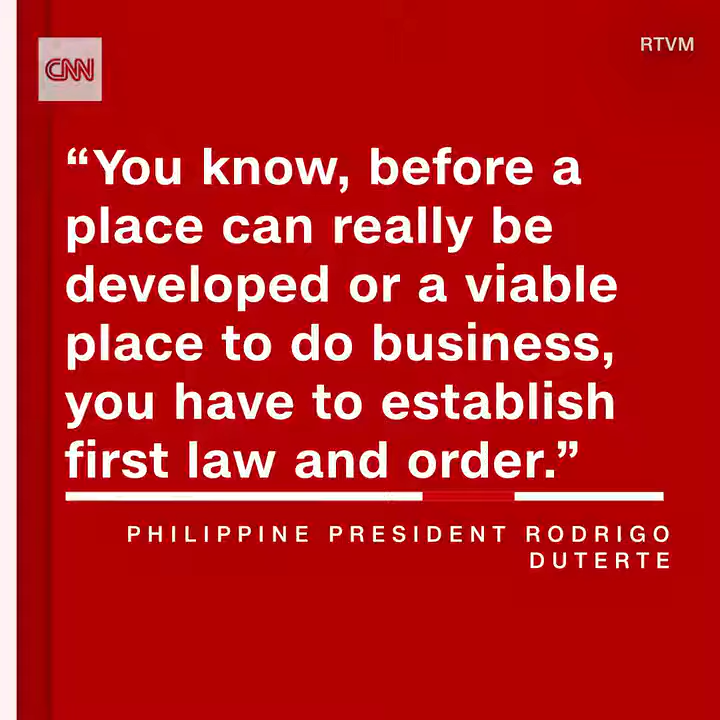 CNN
RTVM
“You know, before a
place can really be
developed or a viable
place to do business,
you have to establish
first law and order.”
PHILIPPINE PRESIDENT RODRIGO
DUTERTE